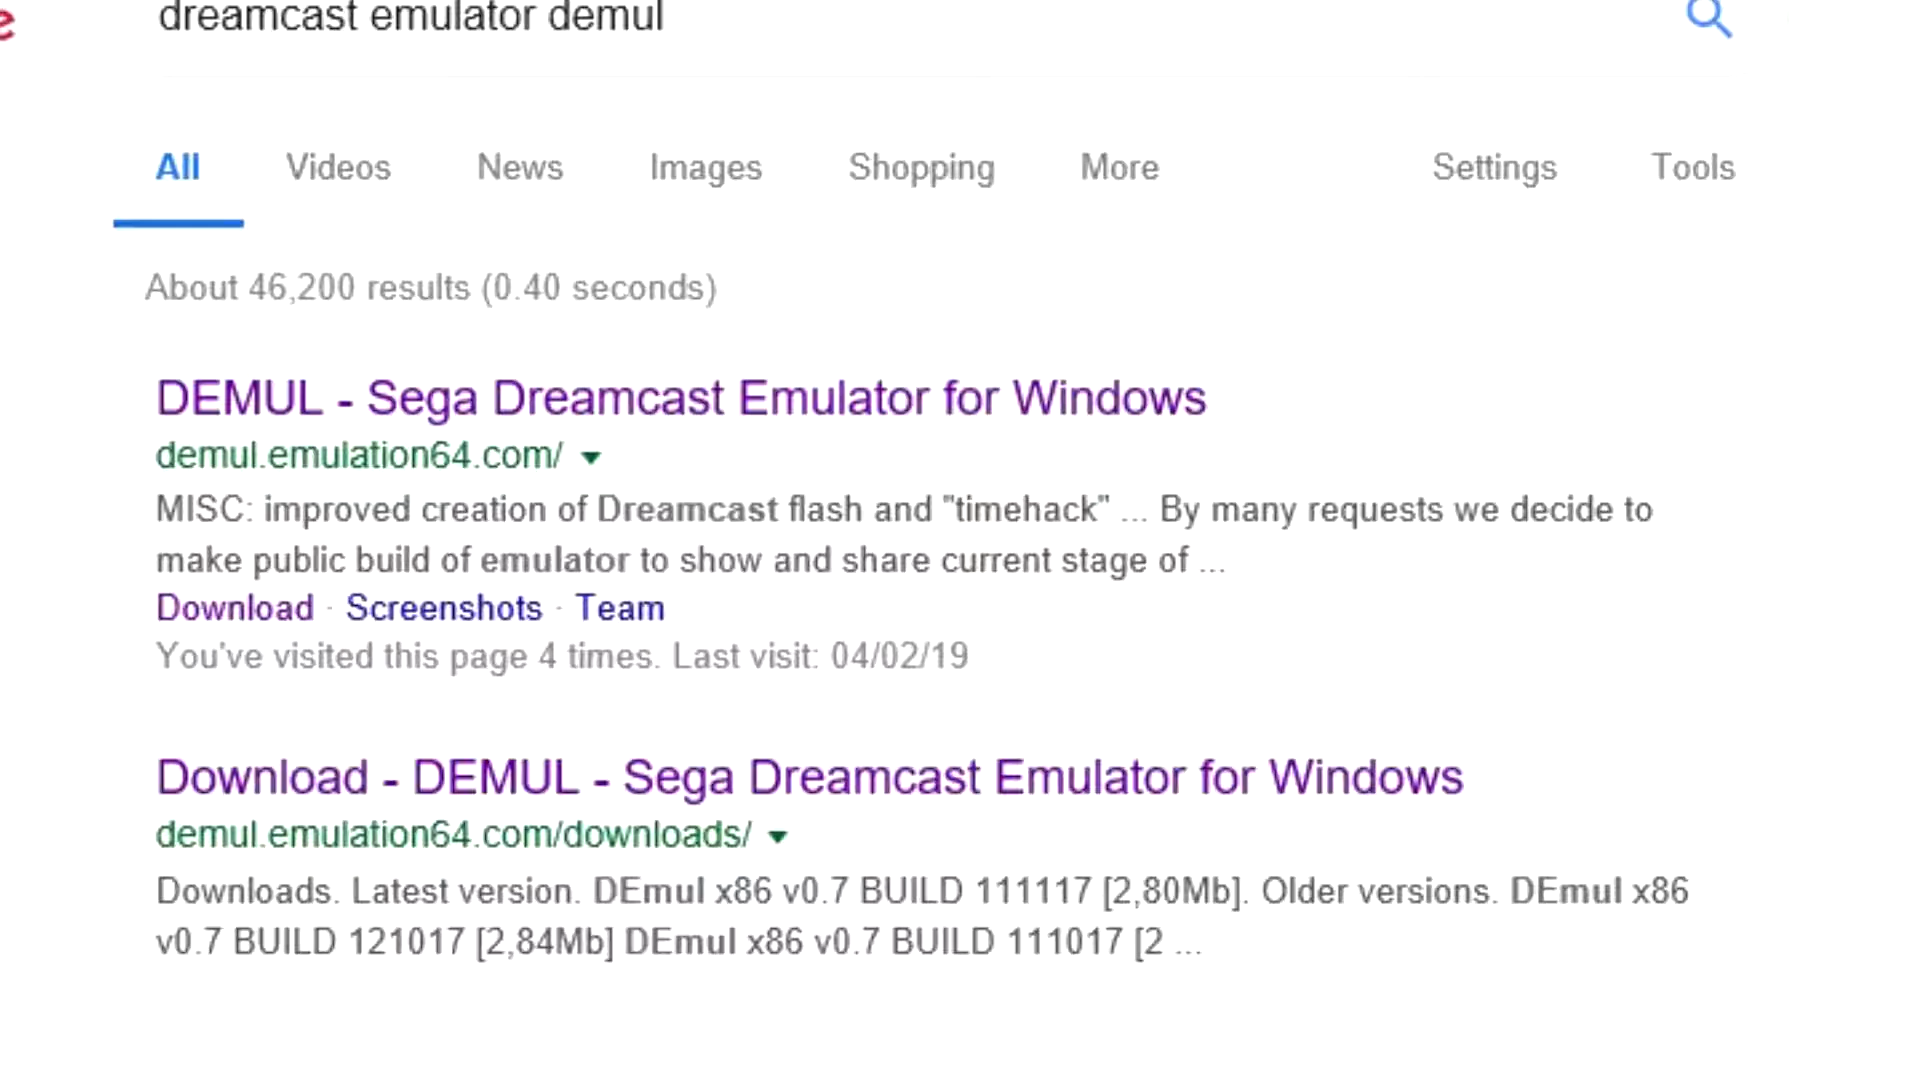 e
dreamcast emulator demul
All Videos News Images Shopping More Settings Tools
About 46,200 results (0.40 seconds)
DEMUL - Sega Dreamcast Emulator for Windows
demul.emulation64.com/
MISC: improved creation of Dreamcast flash and "timehack" ... By many requests we decide to
make public build of emulator to show and share current stage of ...
Download · Screenshots · Team
You've visited this page 4 times. Last visit: 04/02/19
Download - DEMUL - Sega Dreamcast Emulator for Windows
demul.emulation64.com/downloads/
Downloads. Latest version. DEmul x86 v0.7 BUILD 111117 [2,80Mb]. Older versions. DEmul x86
v0.7 BUILD 121017 [2,84Mb] DEmul x86 v0.7 BUILD 111017 [2 ...